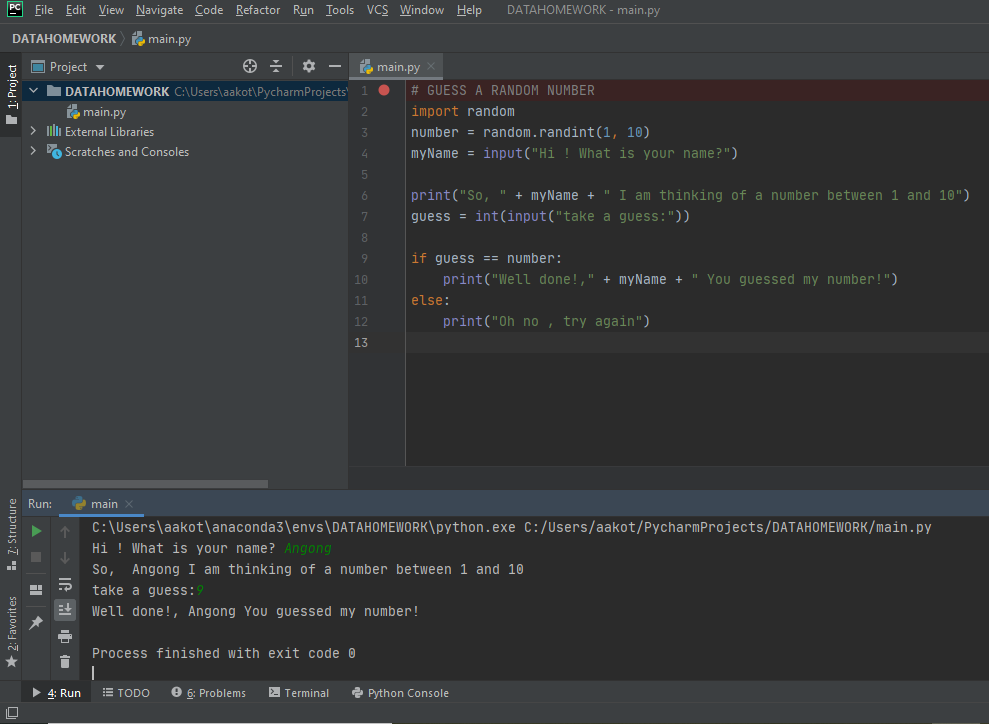 PC File Edit View Navigate Code Refactor Run Tools VCS Window Help DATAHOMEWORK - main.py
DATAHOMEWORK main.py
1: Project
Project
main.py
DATAHOMEWORK C:\Users\aakot\PycharmProjects\
main.py
External Libraries
Scratches and Consoles
1 # GUESS A RANDOM NUMBER
2 import random
3 number = random.randint(1, 10)
4 myName = input("Hi ! What is your name?")
5
6 print("So, " + myName + " I am thinking of a number between 1 and 10")
7 guess = int(input("take a guess:"))
8
9 if guess == number:
10 print("Well done!," + myName + " You guessed my number!")
11 else:
12 print("Oh no , try again")
13
Z: Structure
2: Favorites
Run: main
C:\Users\aakot\anaconda3\envs\DATAHOMEWORK\python.exe C:/Users/aakot/PycharmProjects/DATAHOMEWORK/main.py
Hi ! What is your name? Angong
So,  Angong I am thinking of a number between 1 and 10
take a guess:9
Well done!, Angong You guessed my number!
Process finished with exit code 0
4: Run TODO 6: Problems Terminal Python Console